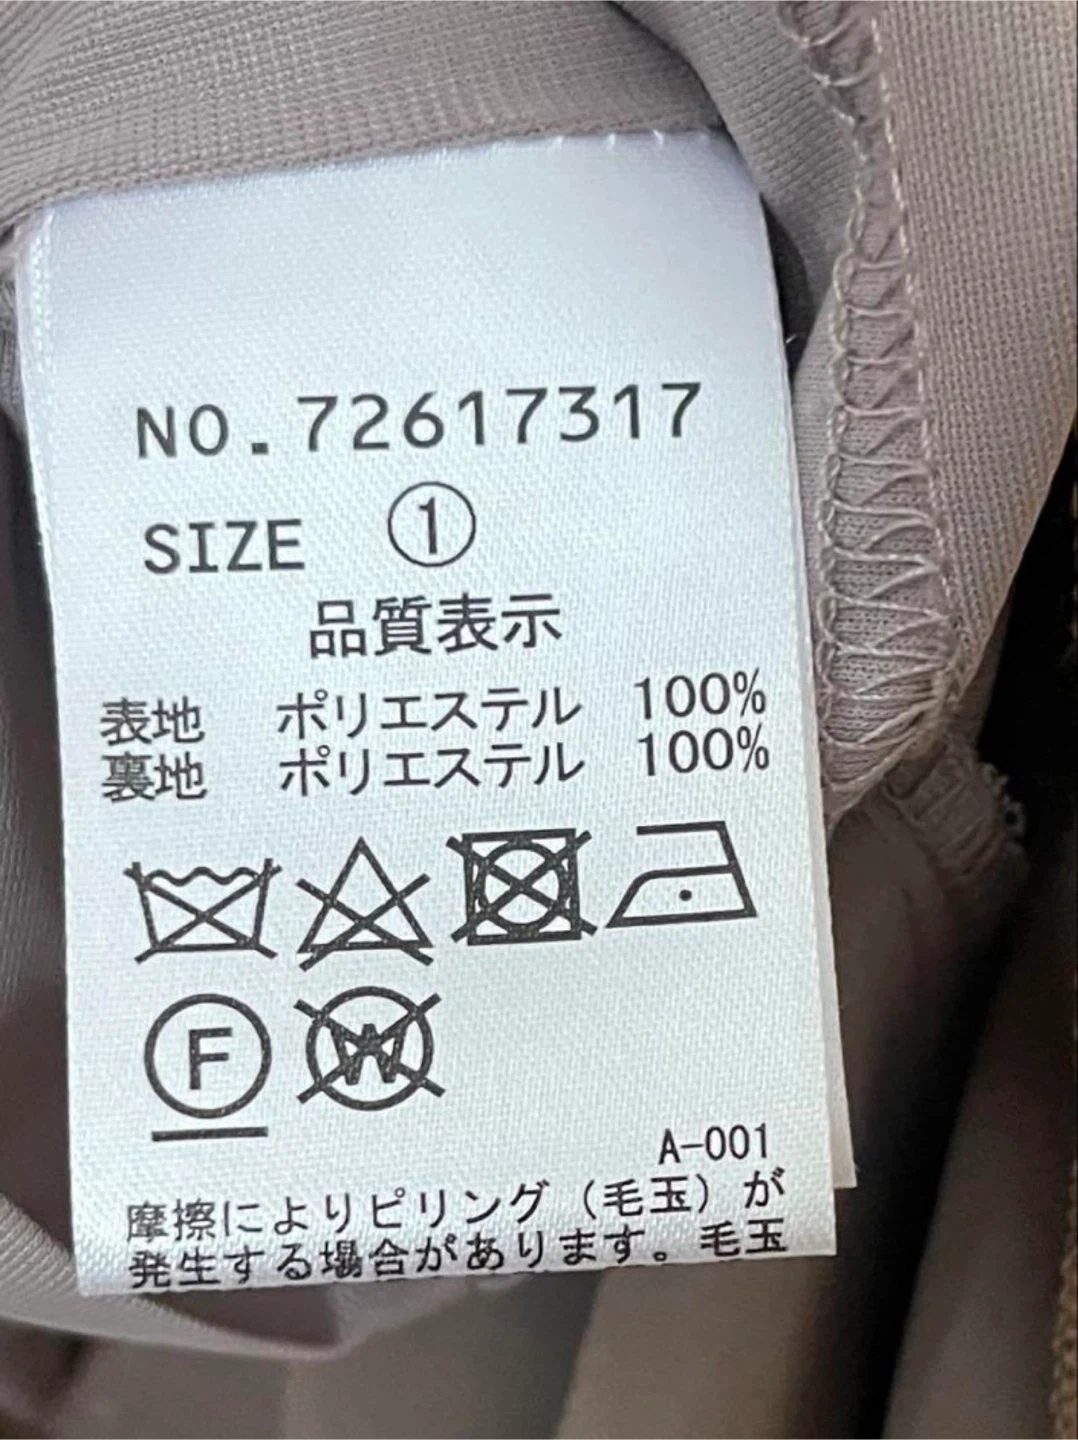 NO.72617317
SIZE ①
品質表示
表地 ポリエステル 100%
裏地 ポリエステル 100%
F W
A-001
摩擦によりピリング（毛玉）が
発生する場合があります。毛玉